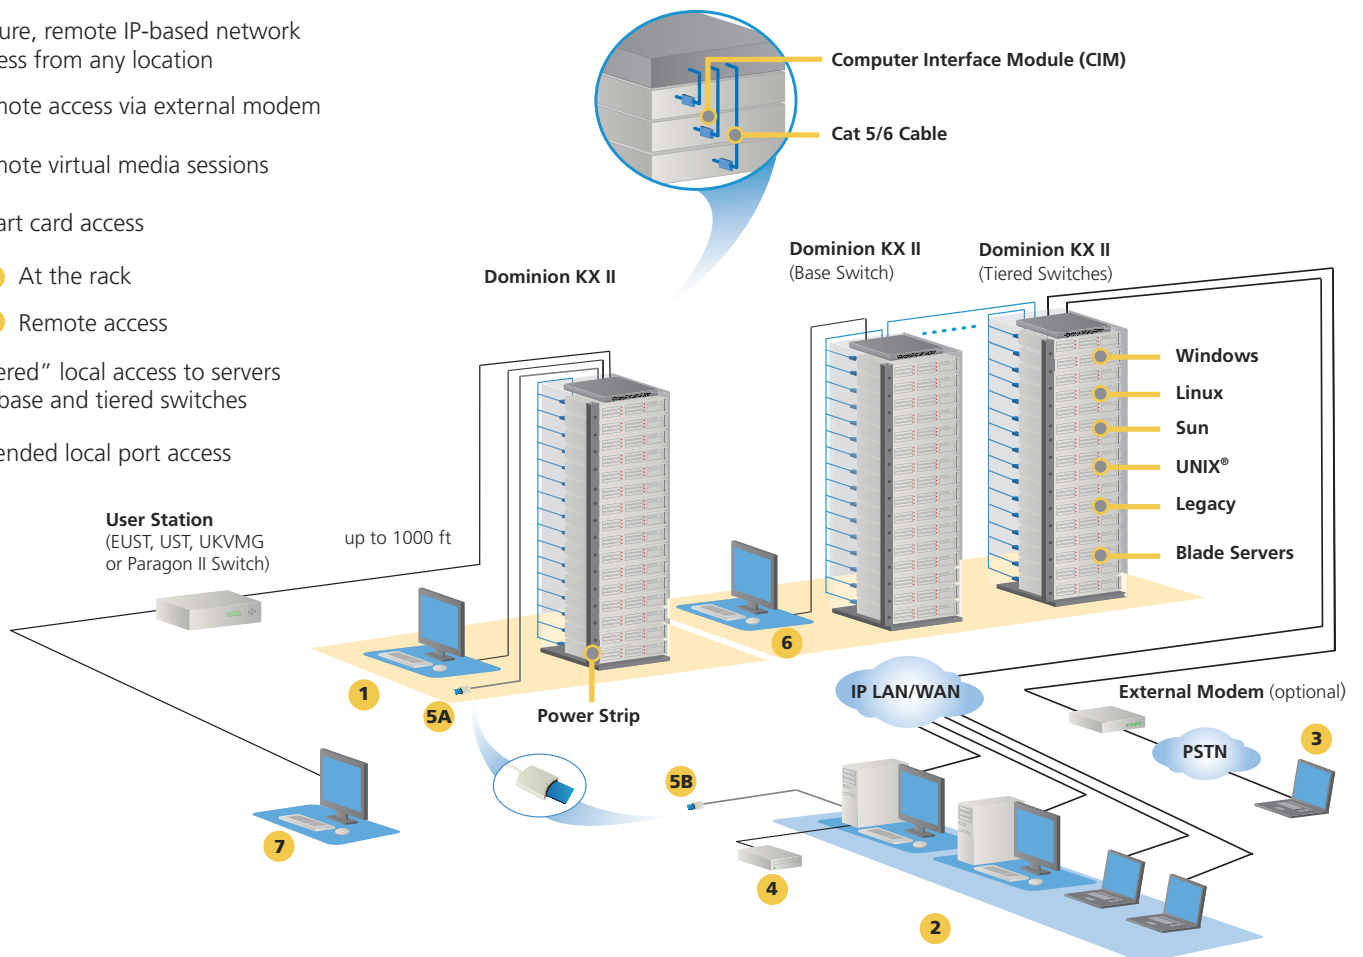 ure, remote IP-based network
ess from any location
mote access via external modem
mote virtual media sessions
art card access
At the rack
Remote access
ered” local access to servers
base and tiered switches
ended local port access
Computer Interface Module (CIM)
Cat 5/6 Cable
Dominion KX II
Dominion KX II
(Base Switch)
Dominion KX II
(Tiered Switches)
Windows
Linux
Sun
UNIX®
Legacy
Blade Servers
User Station
(EUST, UST, UKVMG
or Paragon II Switch)
up to 1000 ft
1
5A
Power Strip
6
IP LAN/WAN
External Modem (optional)
PSTN
3
5B
7
4
2